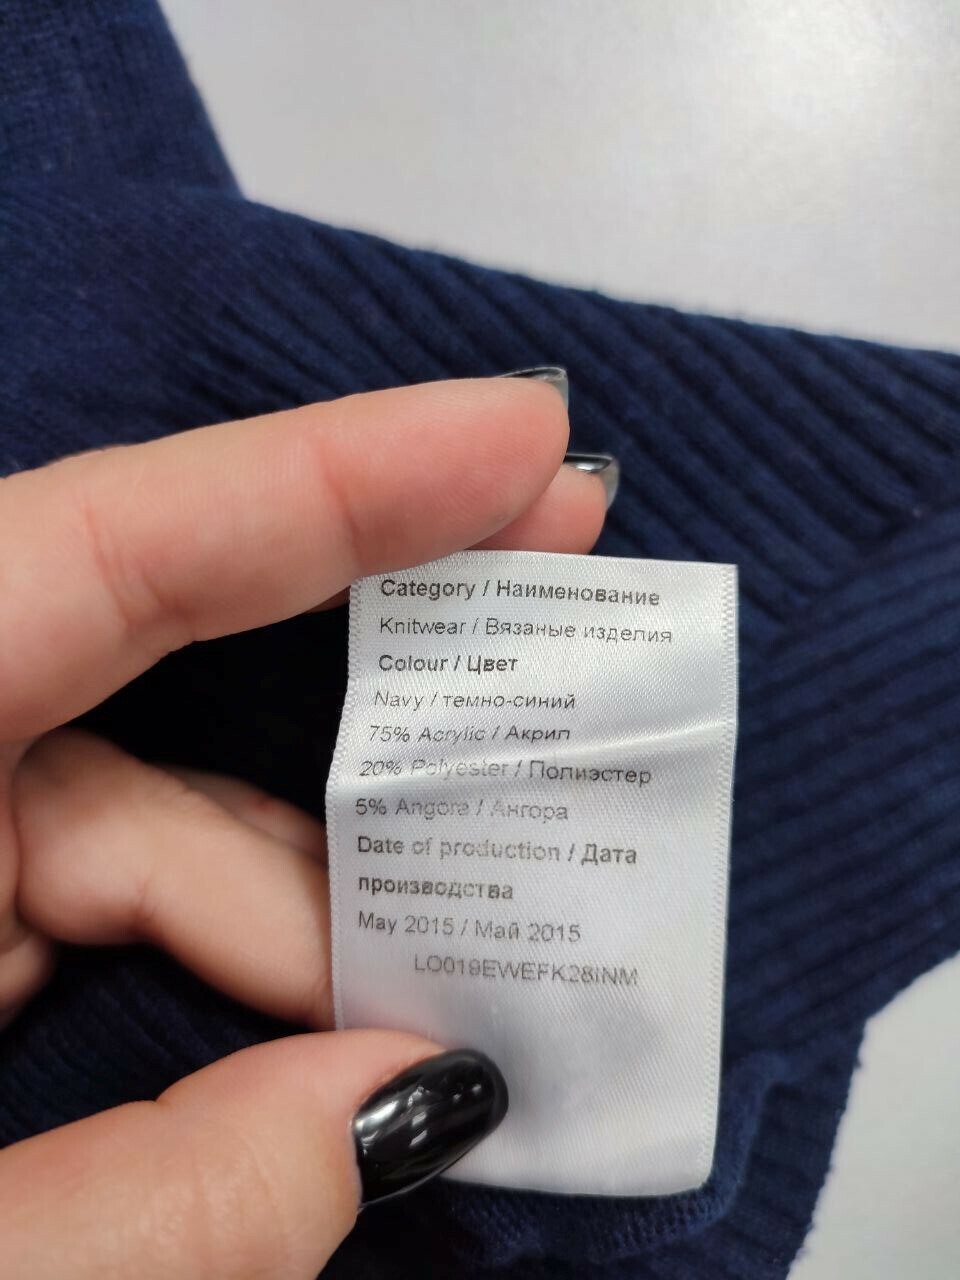 Category / Наименование
Knitwear / Вязаные изделия
Colour / Цвет
Navy / темно-синий
75% Acrylic / Акрил
20% Polyester / Полиэстер
5% Angora / Ангора
Date of production / Дата
производства
May 2015 / Май 2015
LO019EWEFK28INM